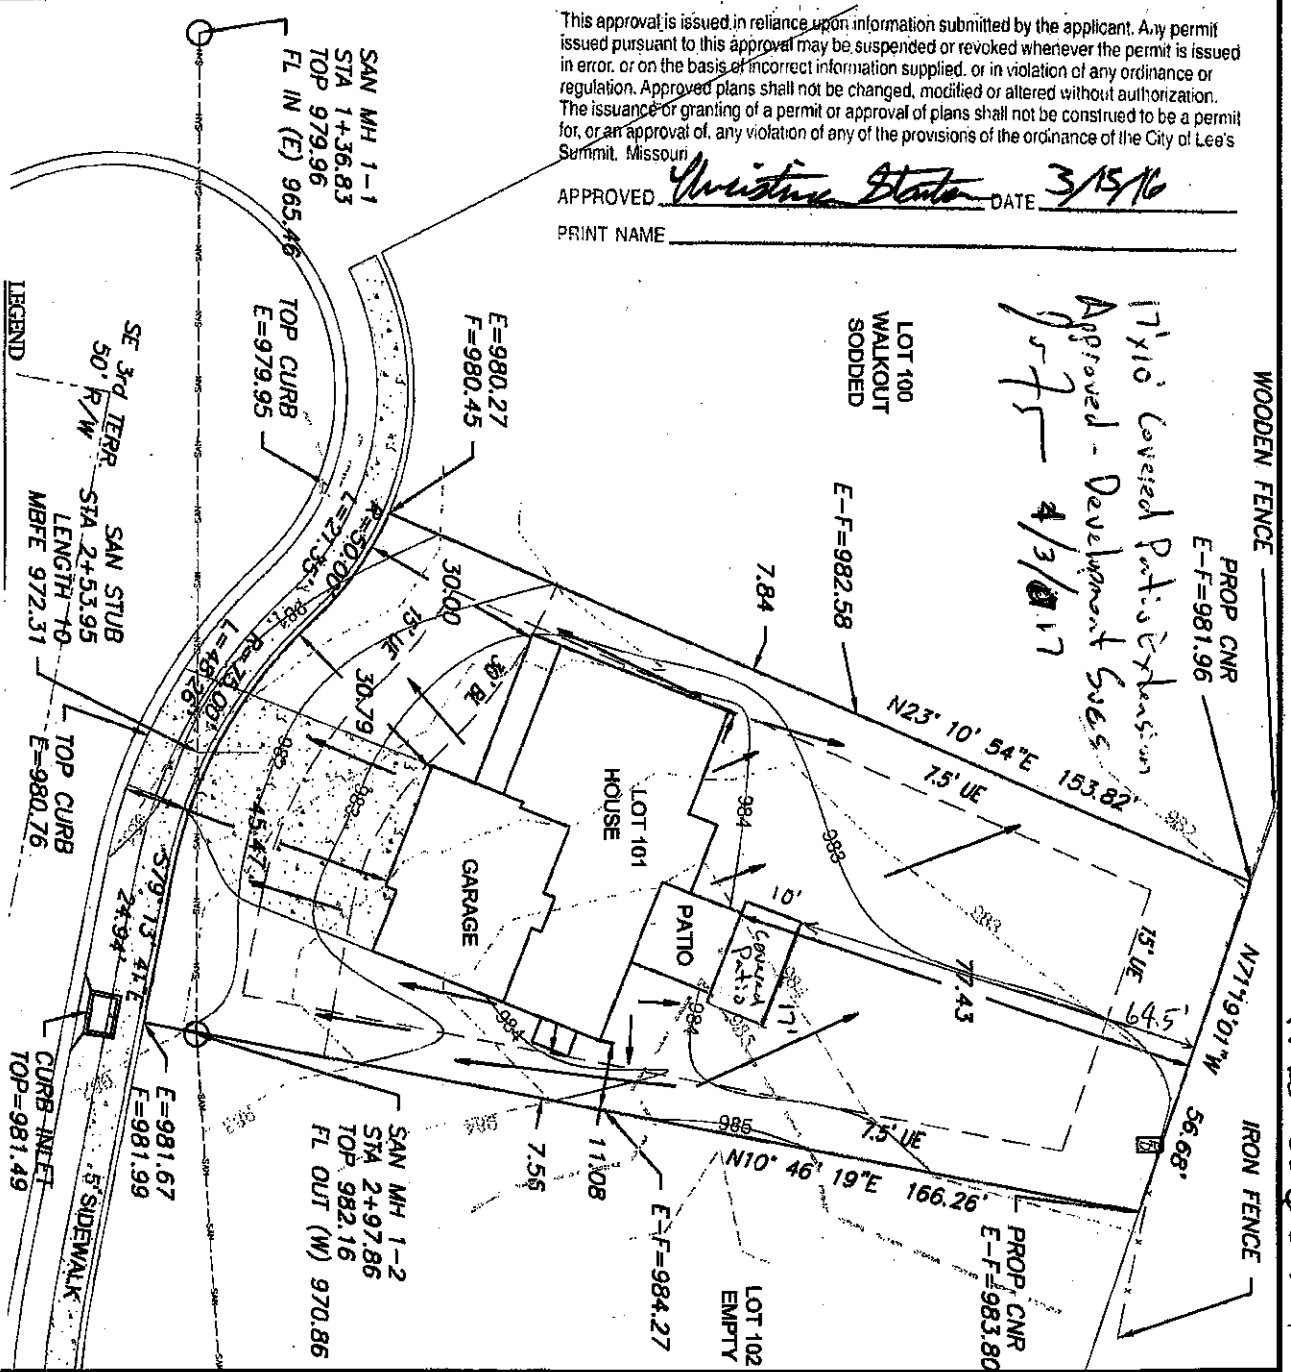 This approval is issued in reliance upon information submitted by the applicant. Any permit
issued pursuant to this approval may be suspended or revoked whenever the permit is issued
in error. or on the basis of incorrect information supplied. or in violation of any ordinance or
regulation. Approved plans shall not be changed, modified or altered without authorization.
The issuance or granting of a permit or approval of plans shall not be construed to be a permit
for, or an approval of, any violation of any of the provisions of the ordinance of the City of Lee's
Summit, Missouri
APPROVED Christina Stanton DATE 3/15/16
PRINT NAME
17'x10' Covered Patio Extension
Approved - Development Svcs
4/3/17
WOODEN FENCE
PROP CNR
E-F=981.96
LOT 100
WALKOUT
SODDED
E-F=982.58
7.84
E=980.27
F=980.45
SAN MH 1-1
STA 1+36.83
TOP 979.96
FL IN (E) 965.46
TOP CURB
E=979.95
LEGEND
SE 3rd TERR
50' R/W
SAN STUB
STA 2+53.95
LENGTH 10
MBFE 972.31
TOP CURB
E=980.76
R=50.00'
L=21.35'
R=75.00'
L=48.26'
30.00
15' UE
30' BL
30.79
45.47
983
983
983
S79° 13' 41"E
24.94'
N23° 10' 54"E 153.82'
7.5' UE
982
983
983
984
LOT 101
HOUSE
GARAGE
PATIO
10'
Covered
Patio
17'
77.43
64.5'
15' UE
N71°19'01"W 56.68'
IRON FENCE
984
984
985
7.5' UE
N10° 46' 19"E 166.26'
PROP CNR
E-F=983.80
LOT 102
EMPTY
E-F=984.27
11.08
7.56
984
983
SAN MH 1-2
STA 2+97.86
TOP 982.16
FL OUT (W) 970.86
E=981.67
F=981.99
CURB INLET
TOP=981.49
5' SIDEWALK